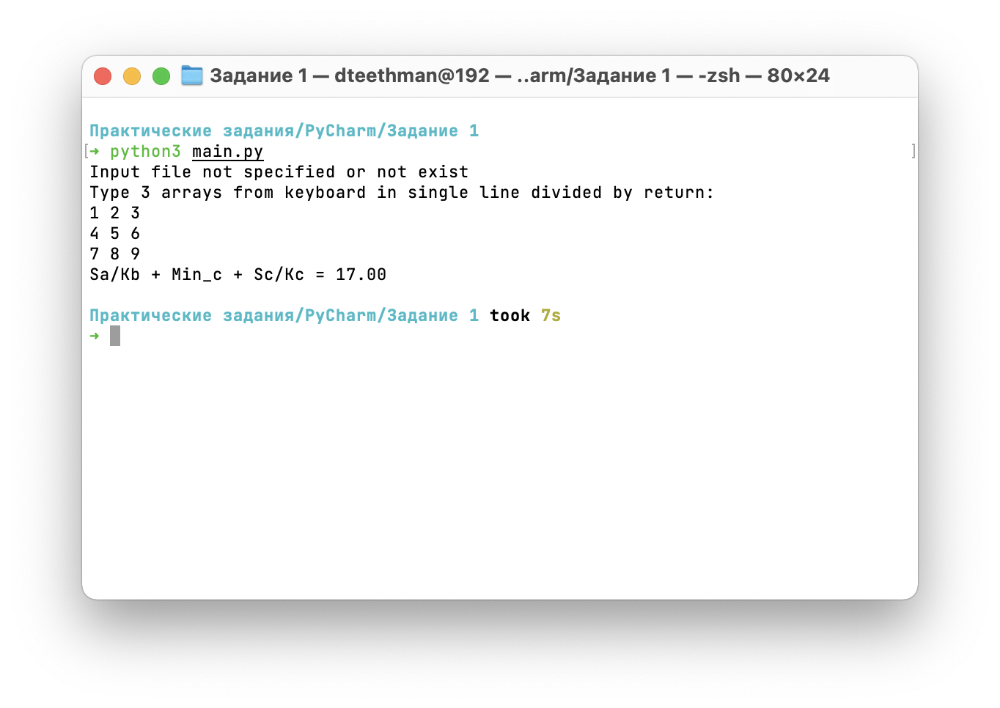 Задание 1 — dteethman@192 — ..arm/Задание 1 — -zsh — 80×24
Практические задания/PyCharm/Задание 1
[➜ python3 main.py ]
Input file not specified or not exist
Type 3 arrays from keyboard in single line divided by return:
1 2 3
4 5 6
7 8 9
Sa/Kb + Min_c + Sc/Kc = 17.00
Практические задания/PyCharm/Задание 1 took 7s
➜